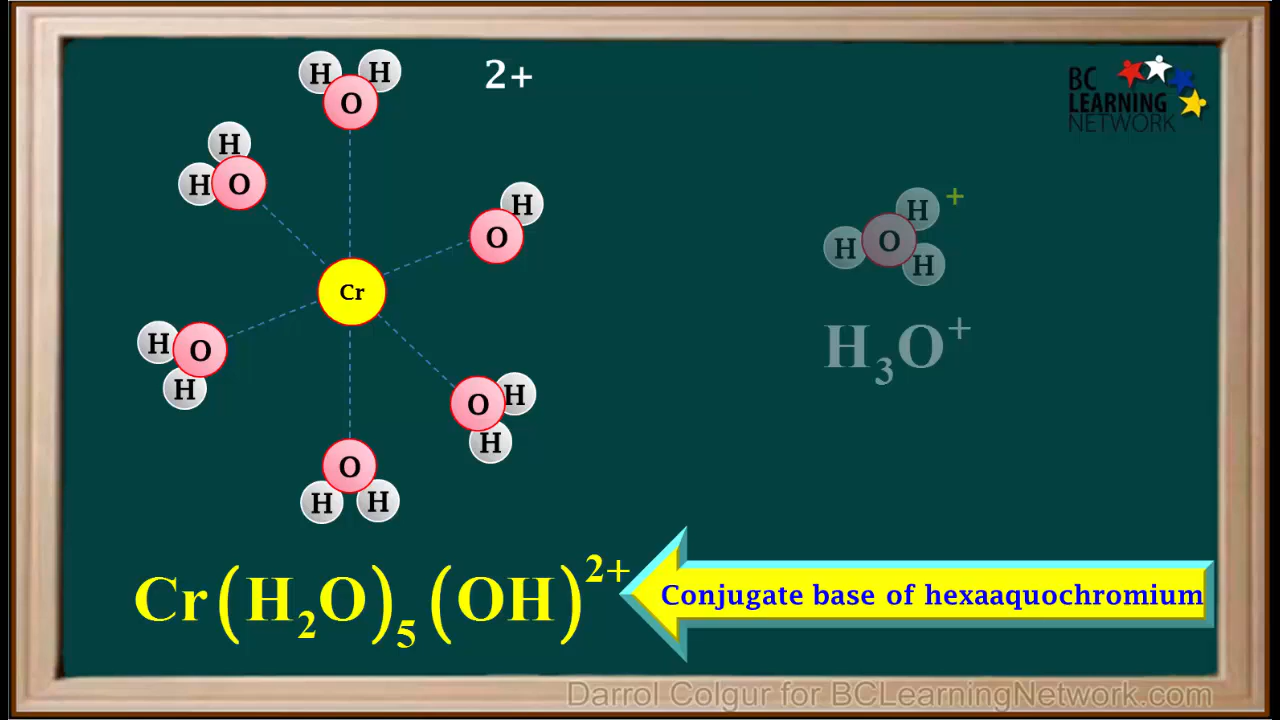 H H
O
2+
BC
LEARNING
NETWORK
H
H O
H
O
H +
H O
H
Cr
H O
H
H₃O⁺
O H
H
O
H H
Cr(H₂O)₅(OH)²⁺
Conjugate base of hexaaquochromium
Darrol Colgur for BCLearningNetwork.com